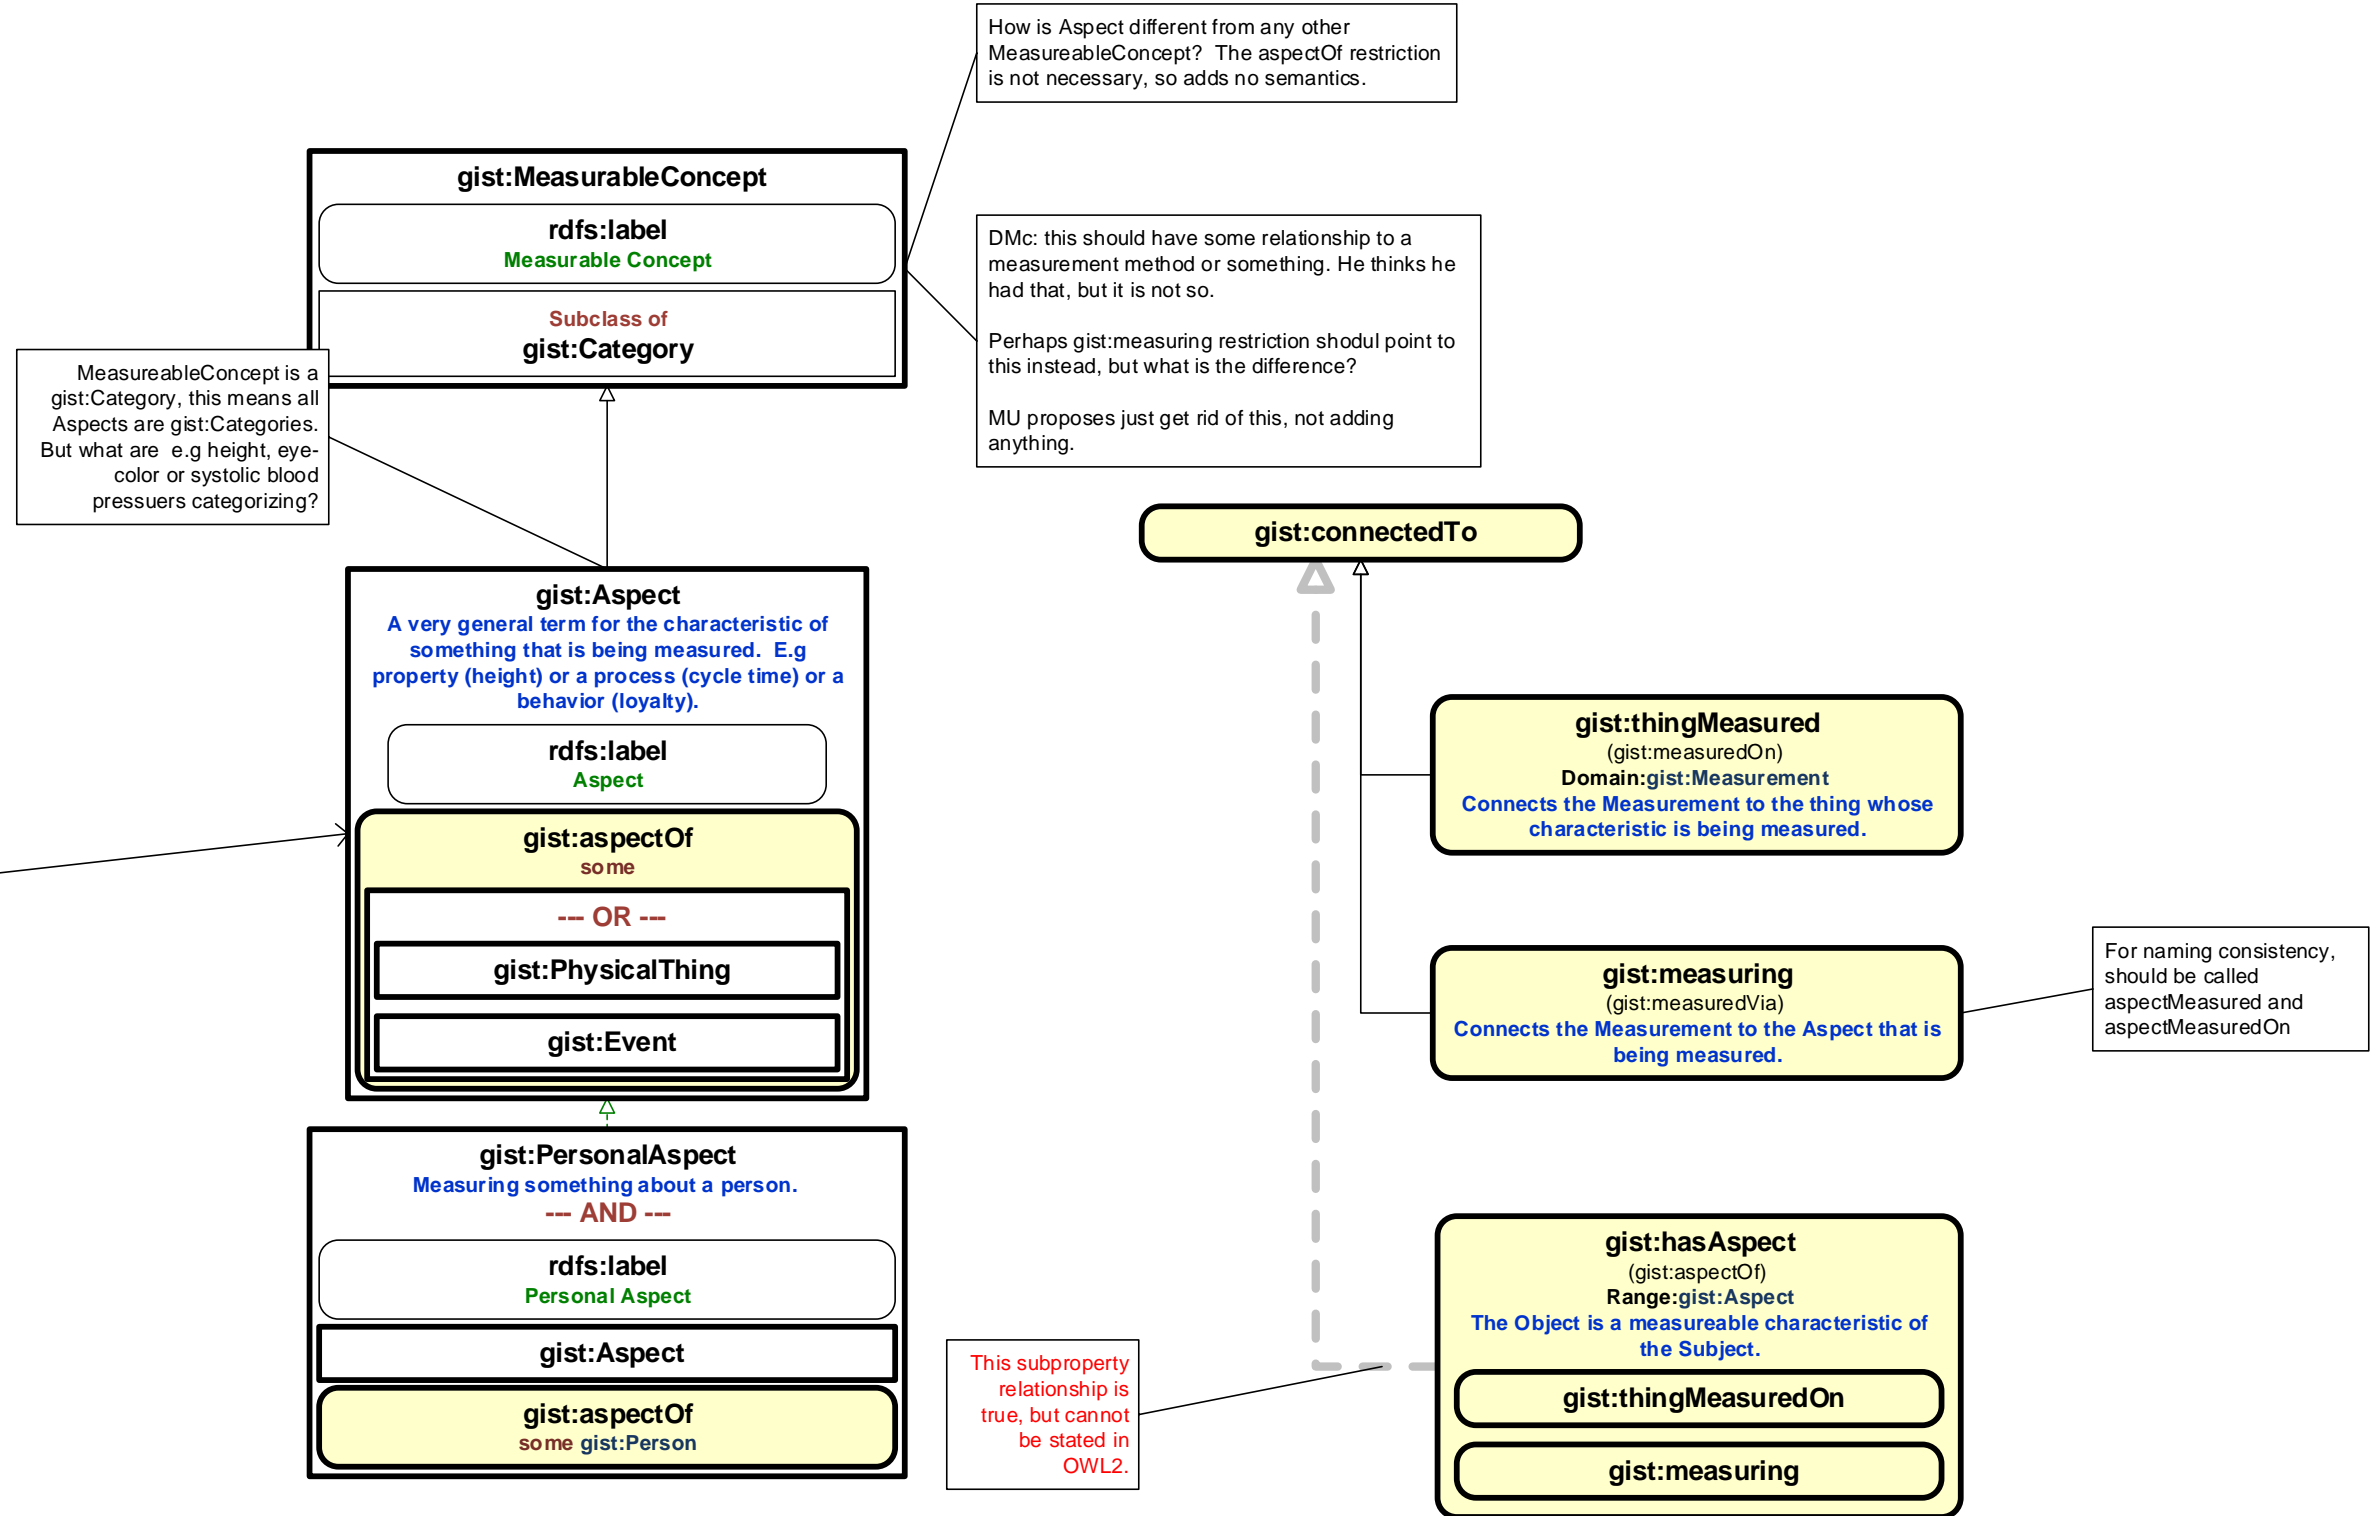 How is Aspect different from any other
MeasureableConcept?  The aspectOf restriction
is not necessary, so adds no semantics.
gist:MeasurableConcept
rdfs:label
Measurable Concept
Subclass of
gist:Category
DMc: this should have some relationship to a
measurement method or something. He thinks he
had that, but it is not so.
Perhaps gist:measuring restriction shodul point to
this instead, but what is the difference?
MU proposes just get rid of this, not adding
anything.
MeasureableConcept is a
gist:Category, this means all
Aspects are gist:Categories.
But what are  e.g height, eye-
color or systolic blood
pressuers categorizing?
gist:connectedTo
gist:Aspect
A very general term for the characteristic of
something that is being measured.  E.g
property (height) or a process (cycle time) or a
behavior (loyalty).
rdfs:label
Aspect
gist:aspectOf
some
--- OR ---
gist:PhysicalThing
gist:Event
gist:thingMeasured
(gist:measuredOn)
Domain:gist:Measurement
Connects the Measurement to the thing whose
characteristic is being measured.
gist:measuring
(gist:measuredVia)
Connects the Measurement to the Aspect that is
being measured.
For naming consistency,
should be called
aspectMeasured and
aspectMeasuredOn
gist:PersonalAspect
Measuring something about a person.
--- AND ---
rdfs:label
Personal Aspect
gist:Aspect
gist:aspectOf
some gist:Person
This subproperty
relationship is
true, but cannot
be stated in
OWL2.
gist:hasAspect
(gist:aspectOf)
Range:gist:Aspect
The Object is a measureable characteristic of
the Subject.
gist:thingMeasuredOn
gist:measuring